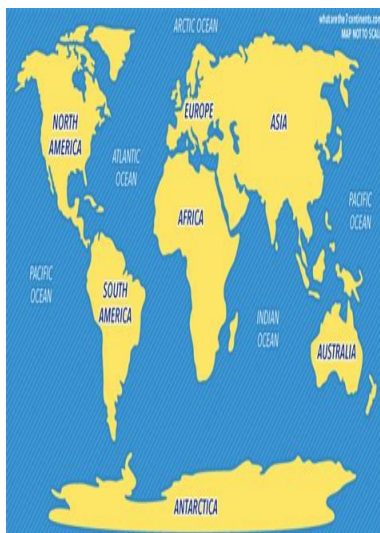 ARCTIC OCEAN
whatarethe7continents.com
MAP NOT TO SCALE
NORTH
AMERICA
EUROPE
ASIA
ATLANTIC
OCEAN
PACIFIC
OCEAN
AFRICA
PACIFIC
OCEAN
SOUTH
AMERICA
INDIAN
OCEAN
AUSTRALIA
ANTARCTICA